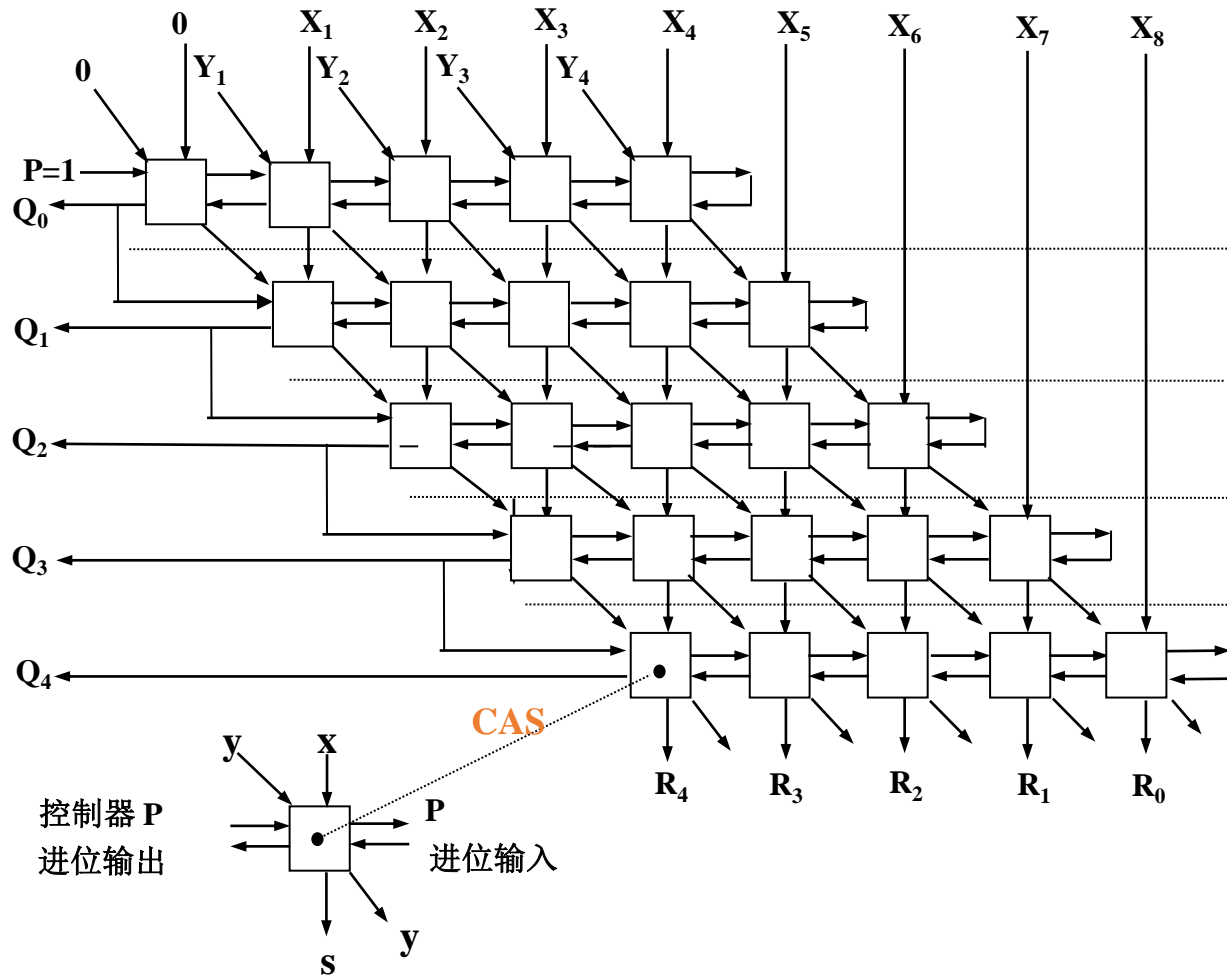 0 0 X₁ X₂ X₃ X₄ X₅ X₆ X₇ X₈
Y₁ Y₂ Y₃ Y₄
P=1
Q₀
Q₁
Q₂
Q₃
Q₄
CAS
R₄ R₃ R₂ R₁ R₀
y x
控制器 P P
进位输出 进位输入
y
s